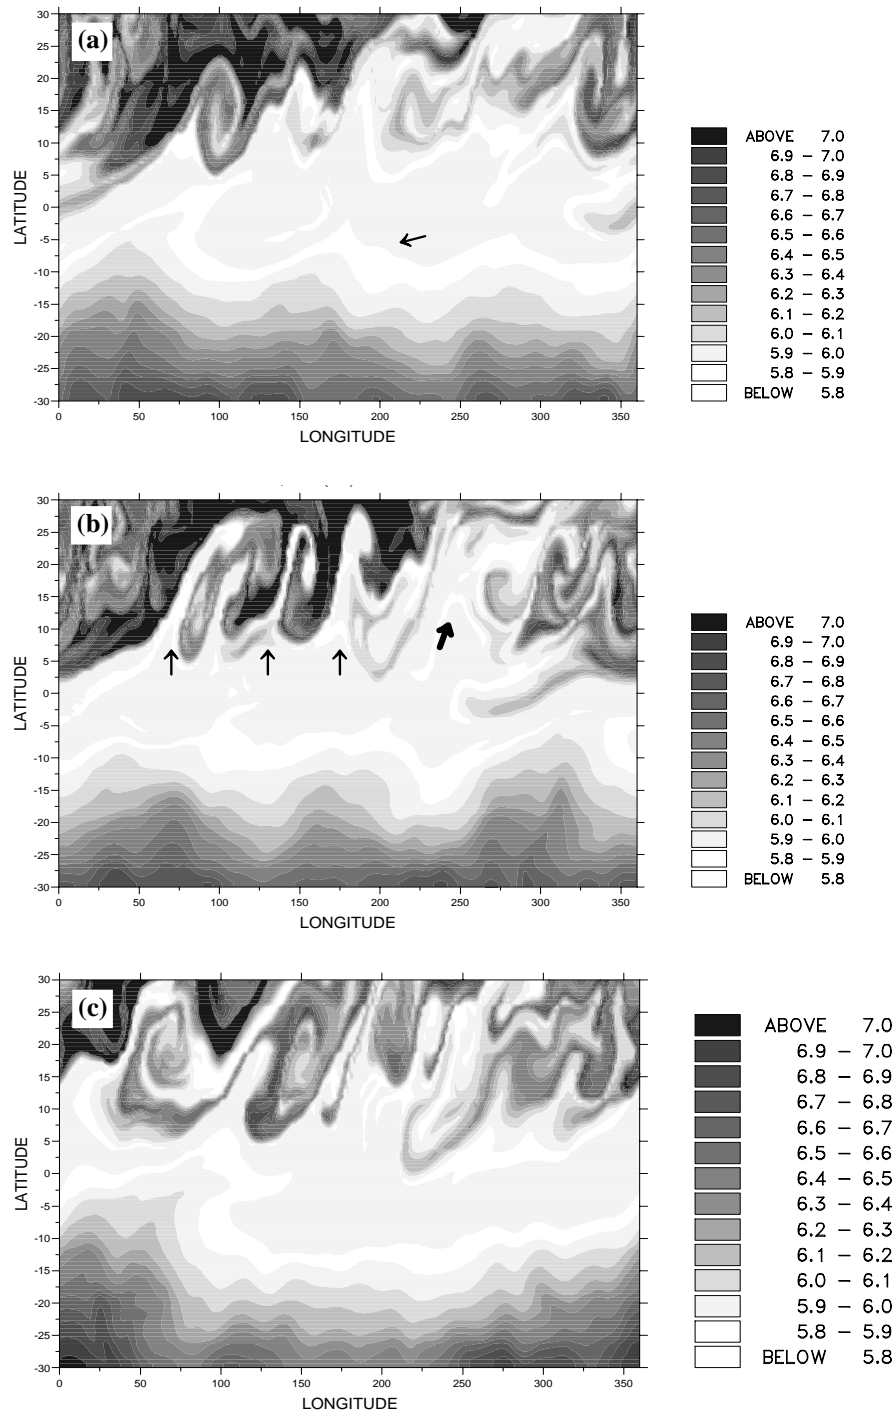 (a)
30
25
20
15
10
5
0
-5
-10
-15
-20
-25
-30
LATITUDE
0 50 100 150 200 250 300 350
LONGITUDE
ABOVE 7.0
6.9 – 7.0
6.8 – 6.9
6.7 – 6.8
6.6 – 6.7
6.5 – 6.6
6.4 – 6.5
6.3 – 6.4
6.2 – 6.3
6.1 – 6.2
6.0 – 6.1
5.9 – 6.0
5.8 – 5.9
BELOW 5.8
(b)
30
25
20
15
10
5
0
-5
-10
-15
-20
-25
-30
LATITUDE
0 50 100 150 200 250 300 350
LONGITUDE
ABOVE 7.0
6.9 – 7.0
6.8 – 6.9
6.7 – 6.8
6.6 – 6.7
6.5 – 6.6
6.4 – 6.5
6.3 – 6.4
6.2 – 6.3
6.1 – 6.2
6.0 – 6.1
5.9 – 6.0
5.8 – 5.9
BELOW 5.8
(c)
30
25
20
15
10
5
0
-5
-10
-15
-20
-25
-30
LATITUDE
0 50 100 150 200 250 300 350
LONGITUDE
ABOVE 7.0
6.9 – 7.0
6.8 – 6.9
6.7 – 6.8
6.6 – 6.7
6.5 – 6.6
6.4 – 6.5
6.3 – 6.4
6.2 – 6.3
6.1 – 6.2
6.0 – 6.1
5.9 – 6.0
5.8 – 5.9
BELOW 5.8